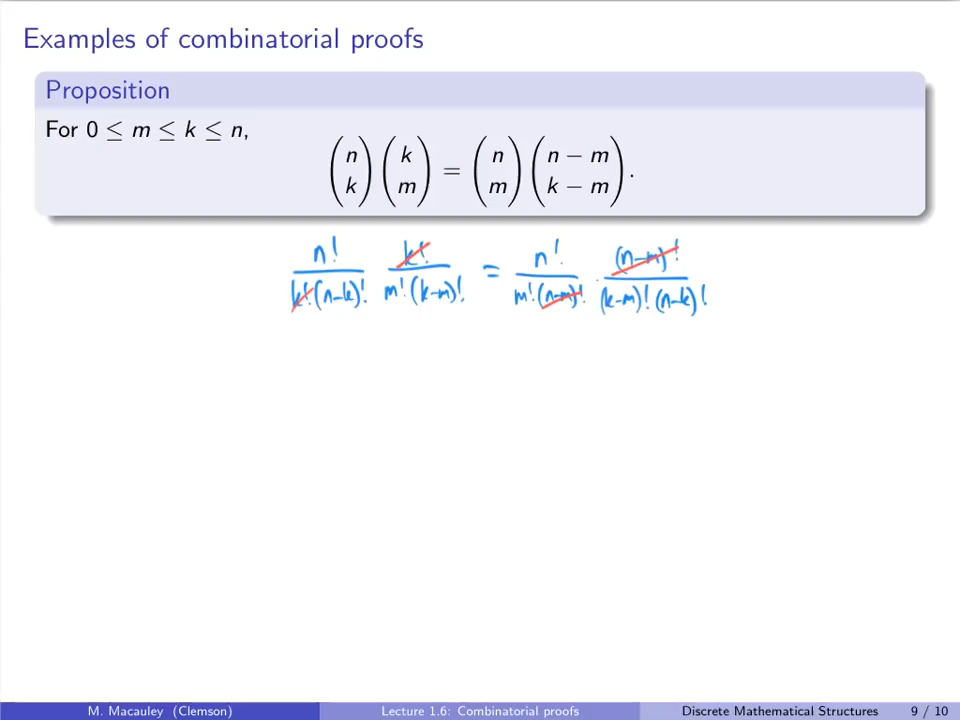 Examples of combinatorial proofs
Proposition
For 0 ≤ m ≤ k ≤ n,
(n k)(k m) = (n m)(n − m k − m).
n!/(k!(n−k)!) k!/(m!(k−m)!) = n!/(m!(n−m)!) · (n−m)!/((k−m)!(n−k)!)
M. Macauley (Clemson) Lecture 1.6: Combinatorial proofs Discrete Mathematical Structures 9 / 10